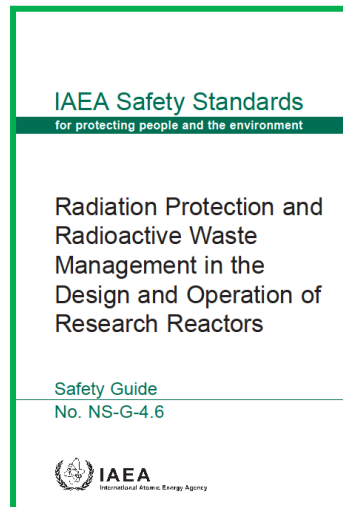 IAEA Safety Standards
for protecting people and the environment
Radiation Protection and
Radioactive Waste
Management in the
Design and Operation of
Research Reactors
Safety Guide
No. NS-G-4.6
IAEA
International Atomic Energy Agency